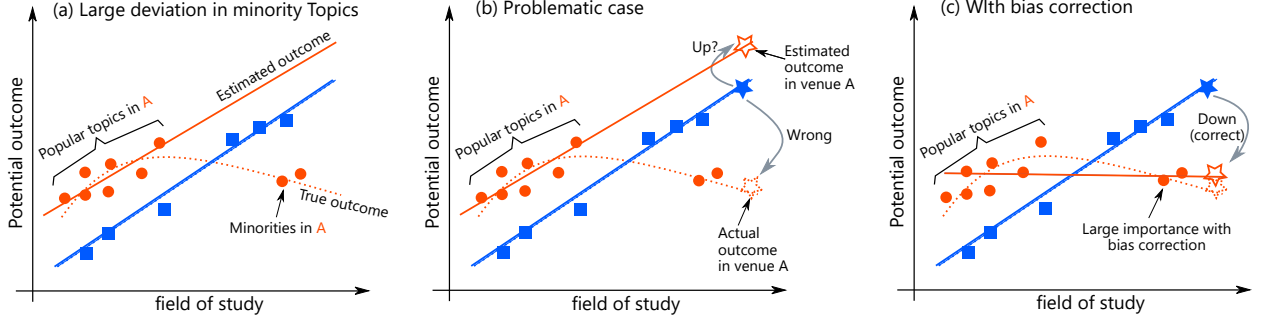 (a) Large deviation in minority Topics
Potential outcome
Popular topics in A
Estimated outcome
True outcome
Minorities in A
field of study
(b) Problematic case
Potential outcome
Popular topics in A
Up?
Estimated
outcome
in venue A
Wrong
Actual
outcome
in venue A
field of study
(c) WIth bias correction
Potential outcome
Popular topics in A
Down
(correct)
Large importance with
bias correction
field of study